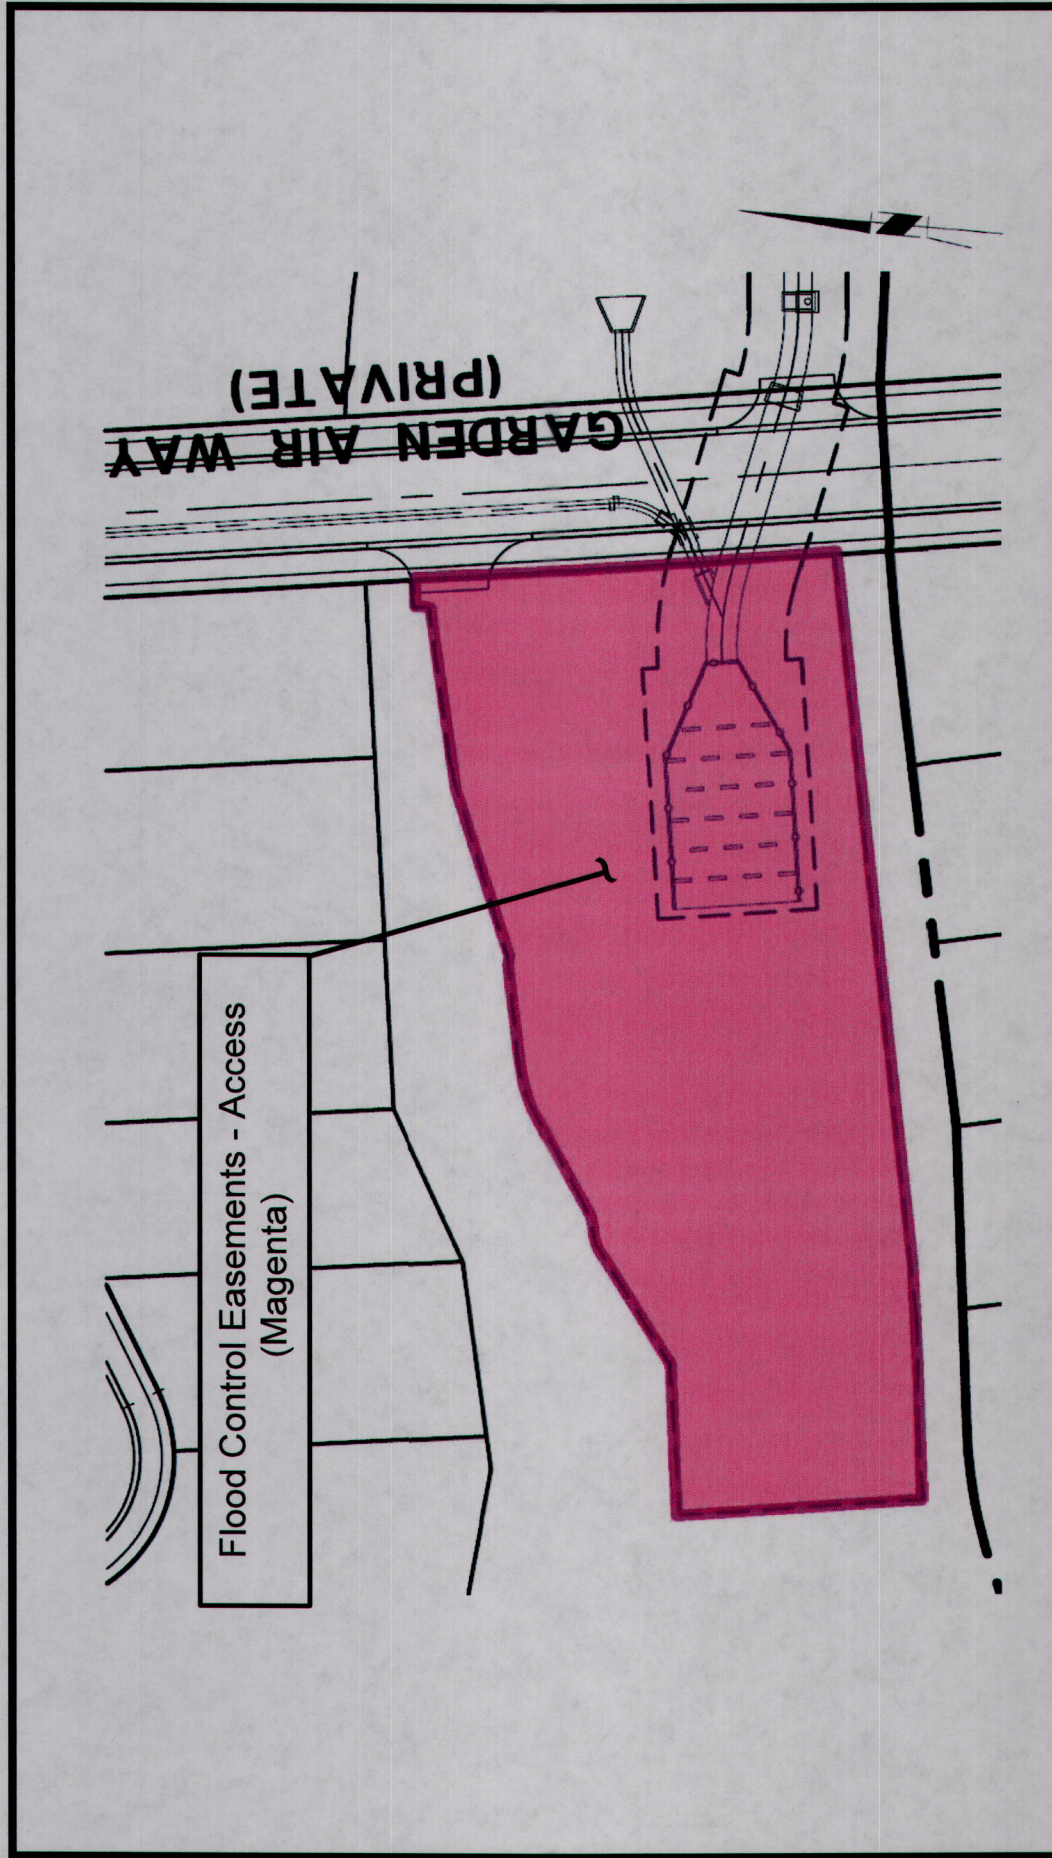 GARDEN AIR WAY
(PRIVATE)
Flood Control Easements - Access
(Magenta)